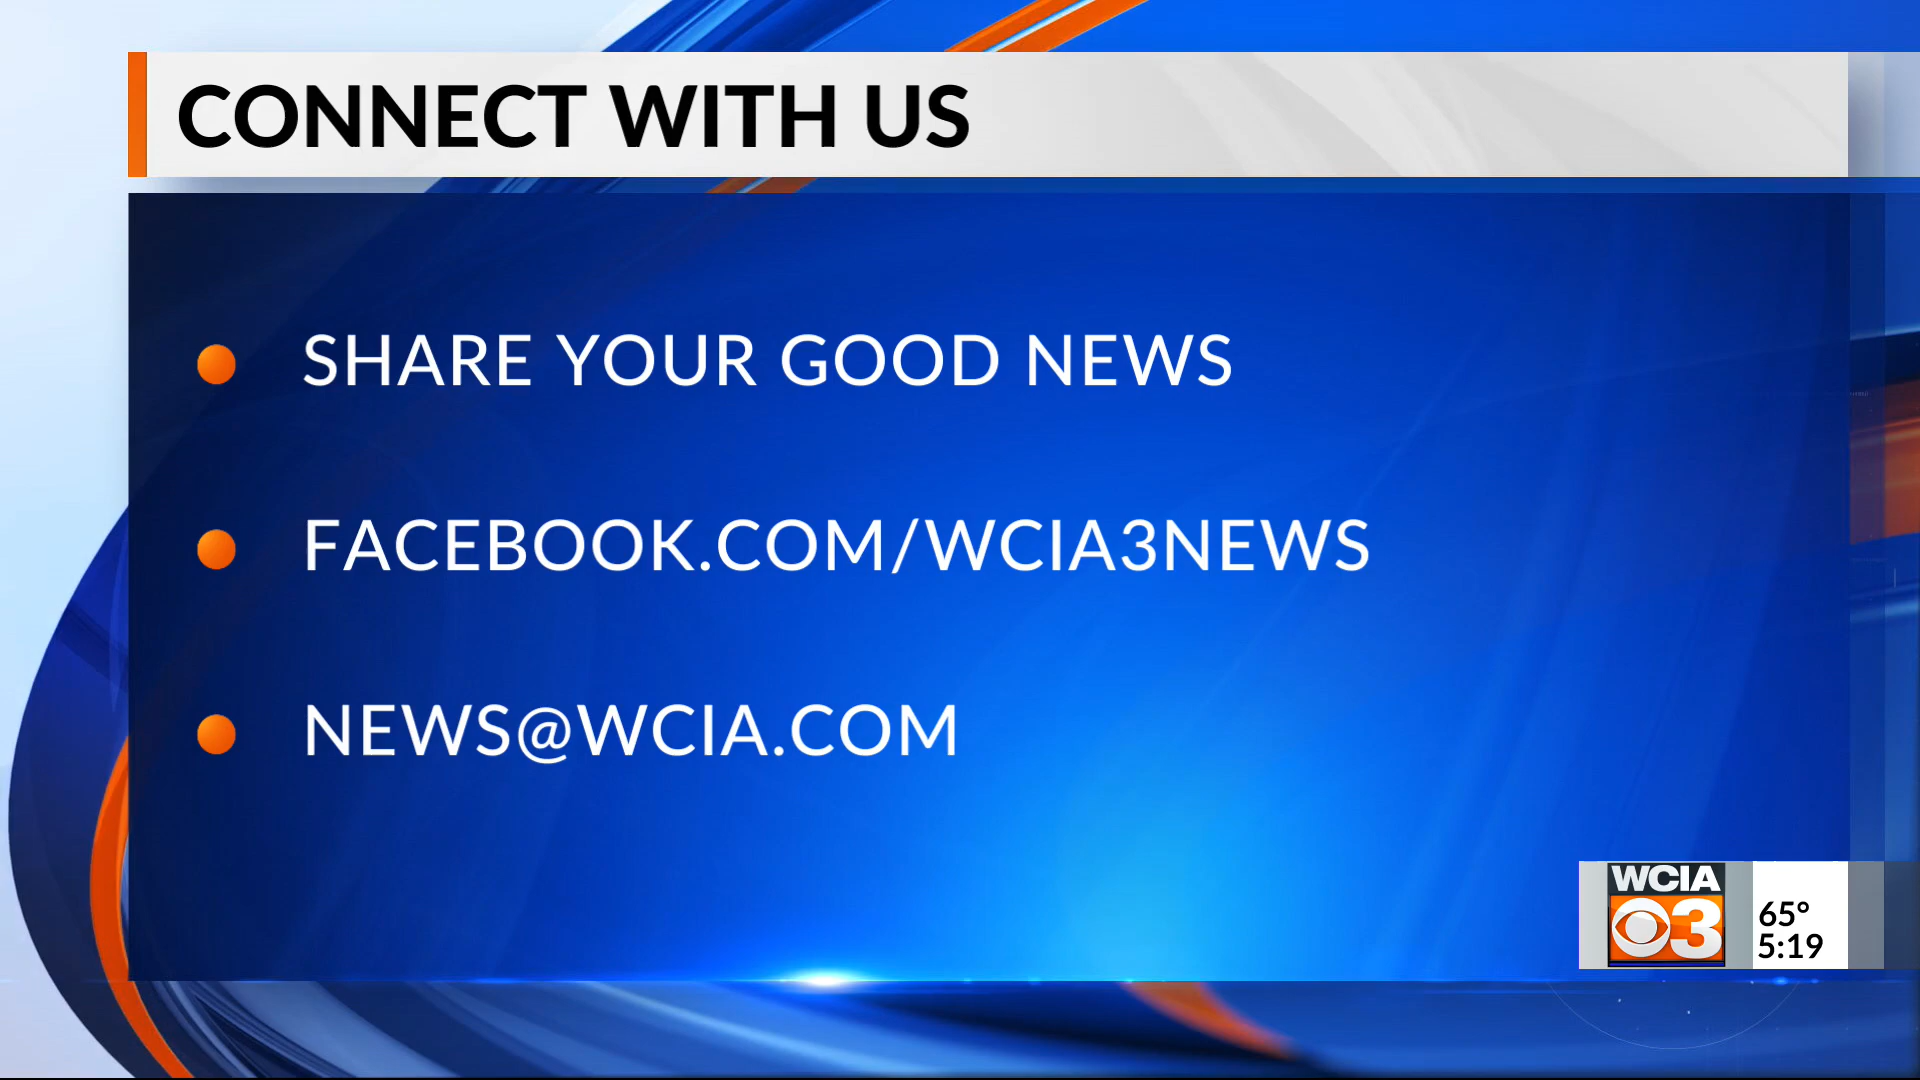 CONNECT WITH US
SHARE YOUR GOOD NEWS
FACEBOOK.COM/WCIA3NEWS
NEWS@WCIA.COM
WCIA
3
65°
5:19